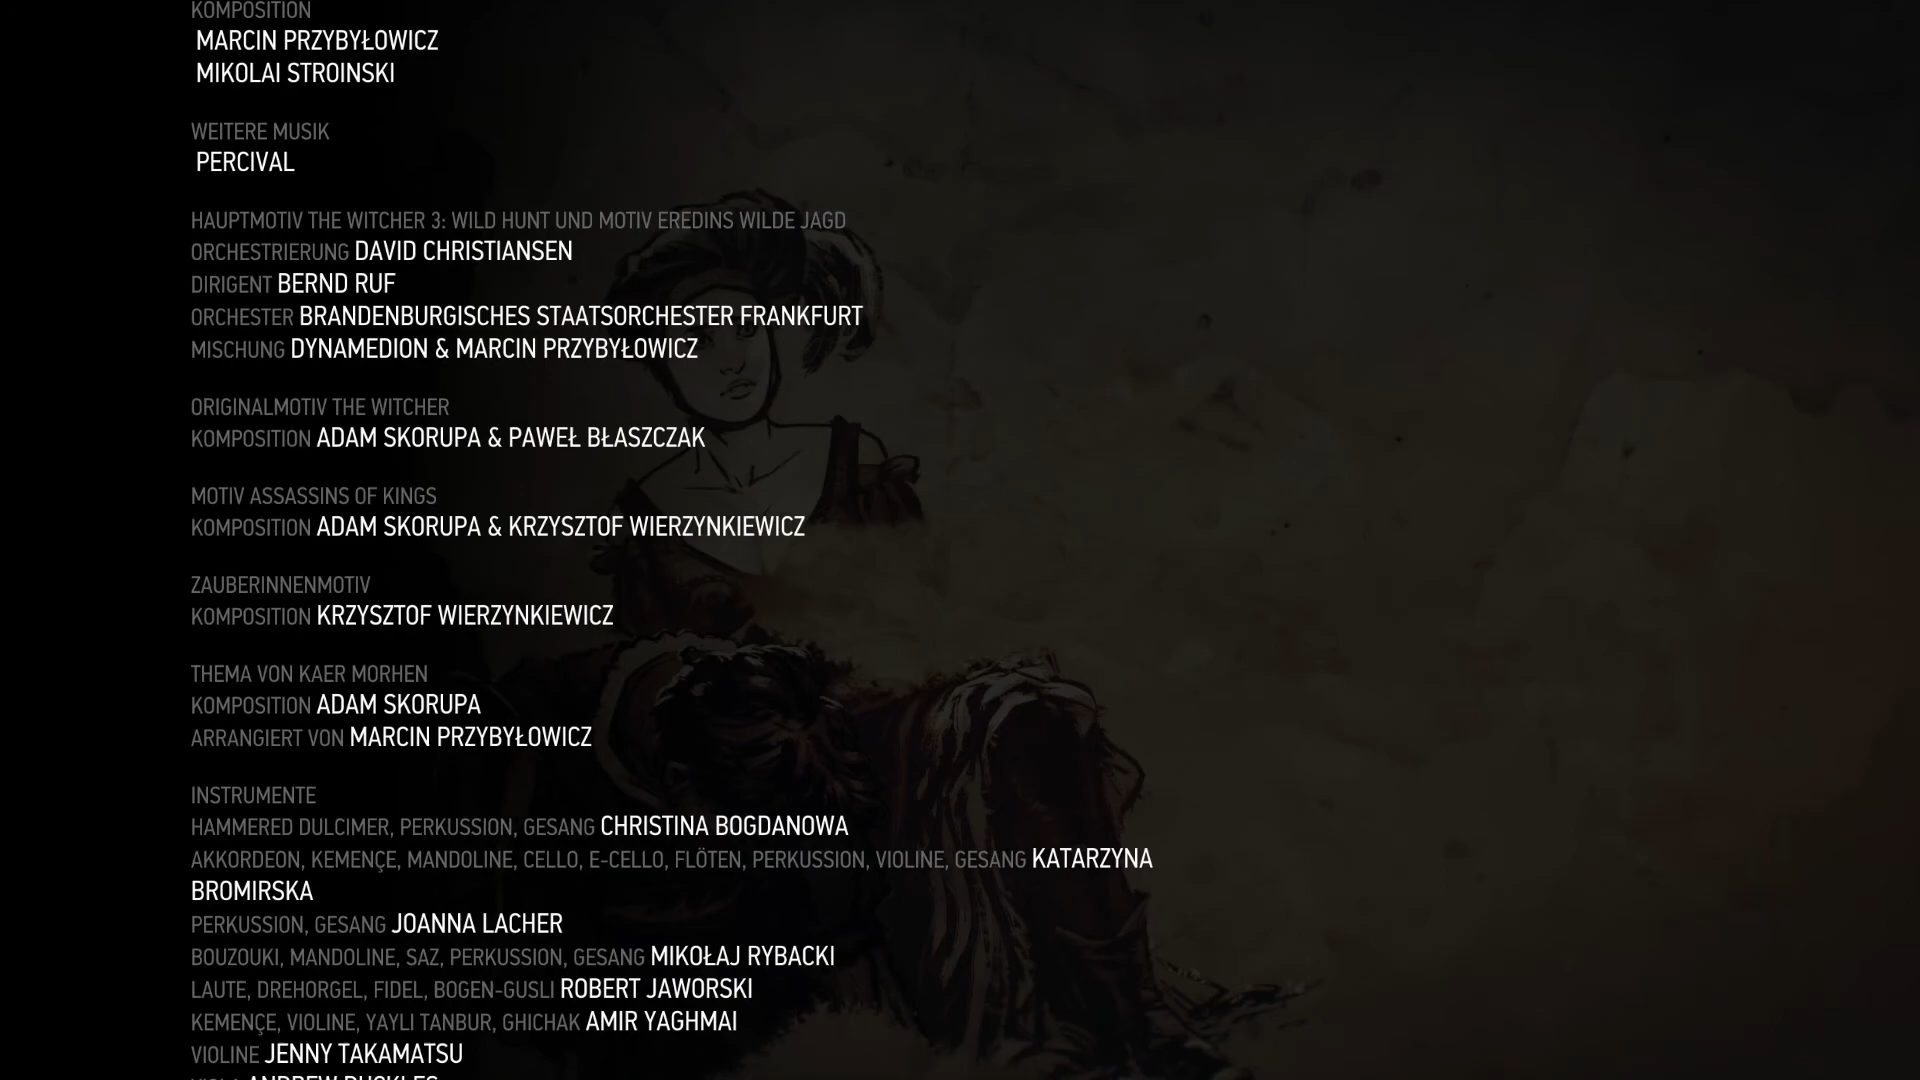 KOMPOSITION
MARCIN PRZYBYŁOWICZ
MIKOLAI STROINSKI
WEITERE MUSIK
PERCIVAL
HAUPTMOTIV THE WITCHER 3: WILD HUNT UND MOTIV EREDINS WILDE JAGD
ORCHESTRIERUNG DAVID CHRISTIANSEN
DIRIGENT BERND RUF
ORCHESTER BRANDENBURGISCHES STAATSORCHESTER FRANKFURT
MISCHUNG DYNAMEDION & MARCIN PRZYBYŁOWICZ
ORIGINALMOTIV THE WITCHER
KOMPOSITION ADAM SKORUPA & PAWEŁ BŁASZCZAK
MOTIV ASSASSINS OF KINGS
KOMPOSITION ADAM SKORUPA & KRZYSZTOF WIERZYNKIEWICZ
ZAUBERINNENMOTIV
KOMPOSITION KRZYSZTOF WIERZYNKIEWICZ
THEMA VON KAER MORHEN
KOMPOSITION ADAM SKORUPA
ARRANGIERT VON MARCIN PRZYBYŁOWICZ
INSTRUMENTE
HAMMERED DULCIMER, PERKUSSION, GESANG CHRISTINA BOGDANOWA
AKKORDEON, KEMENÇE, MANDOLINE, CELLO, E-CELLO, FLÖTEN, PERKUSSION, VIOLINE, GESANG KATARZYNA
BROMIRSKA
PERKUSSION, GESANG JOANNA LACHER
BOUZOUKI, MANDOLINE, SAZ, PERKUSSION, GESANG MIKOŁAJ RYBACKI
LAUTE, DREHORGEL, FIDEL, BOGEN-GUSLI ROBERT JAWORSKI
KEMENÇE, VIOLINE, YAYLI TANBUR, GHICHAK AMIR YAGHMAI
VIOLINE JENNY TAKAMATSU
ANDREW